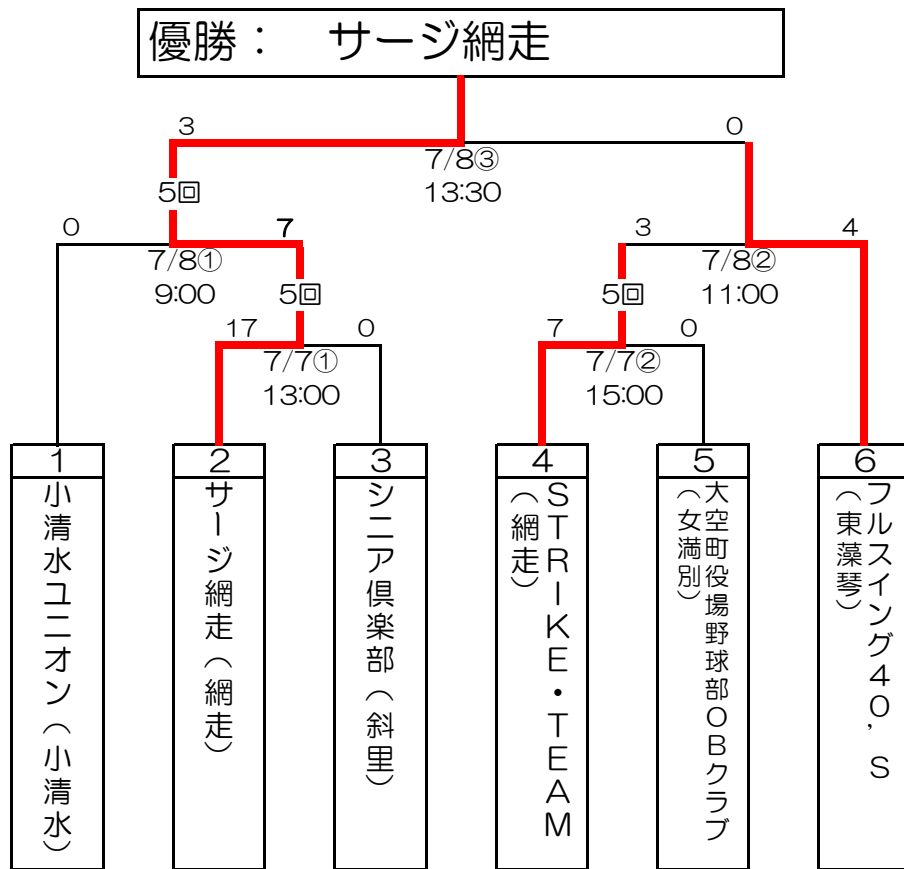 優勝：　サージ網走
3
0
7/8③
13:30
5回
0
7
3
4
7/8①
9:00
7/8②
11:00
5回
5回
17
0
7
0
7/7①
13:00
7/7②
15:00
1
2
3
4
5
6
小清水ユニオン（小清水）
サージ網走（網走）
シニア倶楽部（斜里）
STRIKE・TEAM
（網走）
大空町役場野球部OBクラブ
（女満別）
フルスイング40，S
（東藻琴）